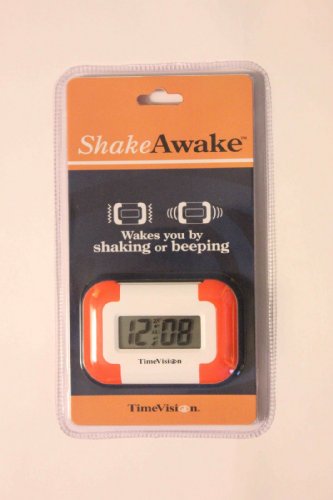 ShakeAwake™
Wakes you by
shaking or beeping
12:08
TimeVision
TimeVision.